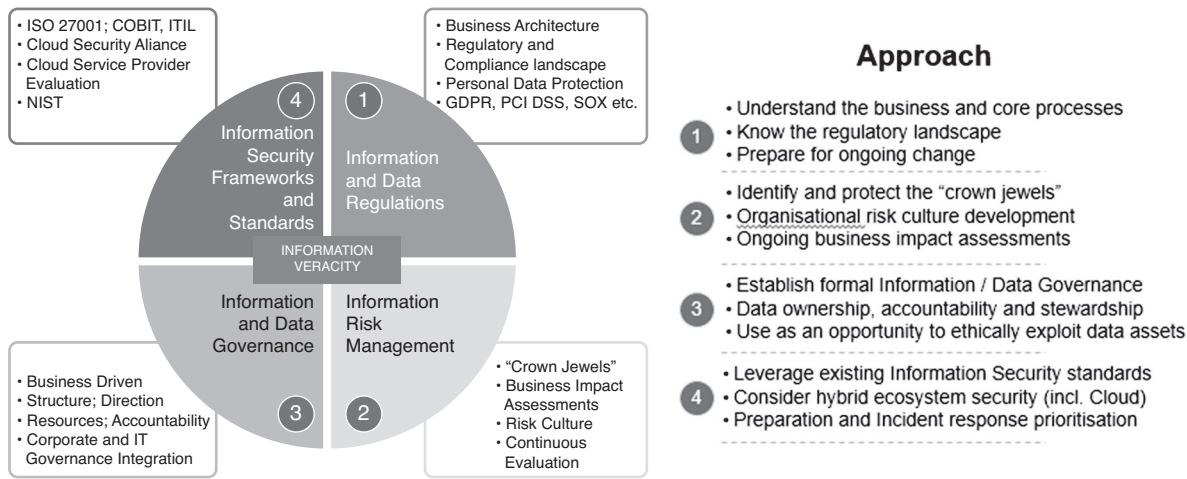 • ISO 27001; COBIT, ITIL
• Cloud Security Aliance
• Cloud Service Provider
Evaluation
• NIST
• Business Architecture
• Regulatory and
Compliance landscape
• Personal Data Protection
• GDPR, PCI DSS, SOX etc.
4
Information
Security
Frameworks
and
Standards
1
Information
and Data
Regulations
INFORMATION
VERACITY
Information
and Data
Governance
3
Information
Risk
Management
2
• Business Driven
• Structure; Direction
• Resources; Accountability
• Corporate and IT
Governance Integration
• “Crown Jewels”
• Business Impact
Assessments
• Risk Culture
• Continuous
Evaluation
Approach
1
• Understand the business and core processes
• Know the regulatory landscape
• Prepare for ongoing change
2
• Identify and protect the “crown jewels”
• Organisational risk culture development
• Ongoing business impact assessments
3
• Establish formal Information / Data Governance
• Data ownership, accountability and stewardship
• Use as an opportunity to ethically exploit data assets
4
• Leverage existing Information Security standards
• Consider hybrid ecosystem security (incl. Cloud)
• Preparation and Incident response prioritisation